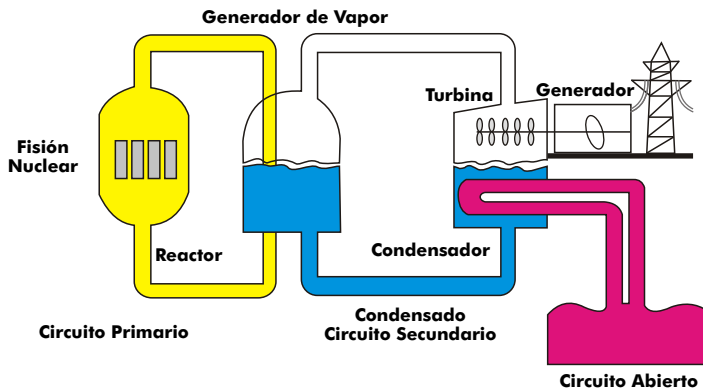 Generador de Vapor
Turbina
Generador
Fisión
Nuclear
Reactor
Condensador
Circuito Primario
Condensado
Circuito Secundario
Circuito Abierto